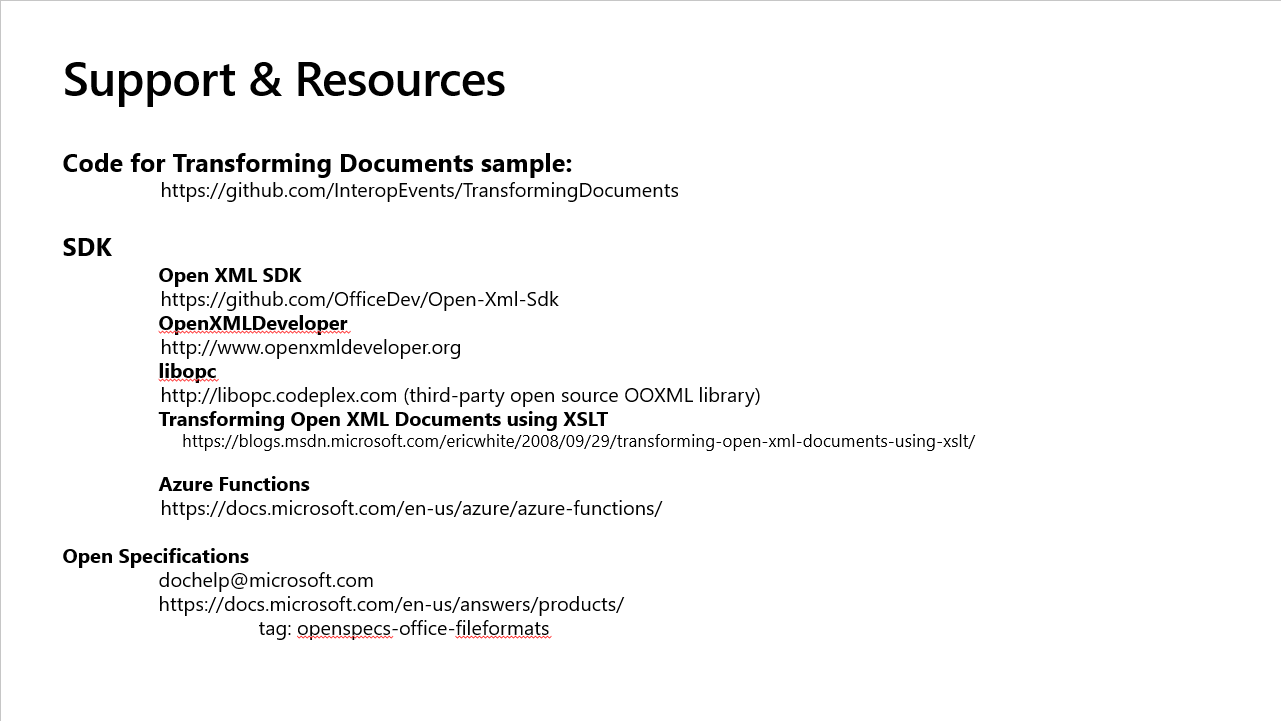 Support & Resources
Code for Transforming Documents sample:
https://github.com/InteropEvents/TransformingDocuments
SDK
Open XML SDK
https://github.com/OfficeDev/Open-Xml-Sdk
OpenXMLDeveloper
http://www.openxmldeveloper.org
libopc
http://libopc.codeplex.com (third-party open source OOXML library)
Transforming Open XML Documents using XSLT
https://blogs.msdn.microsoft.com/ericwhite/2008/09/29/transforming-open-xml-documents-using-xslt/
Azure Functions
https://docs.microsoft.com/en-us/azure/azure-functions/
Open Specifications
dochelp@microsoft.com
https://docs.microsoft.com/en-us/answers/products/
tag: openspecs-office-fileformats